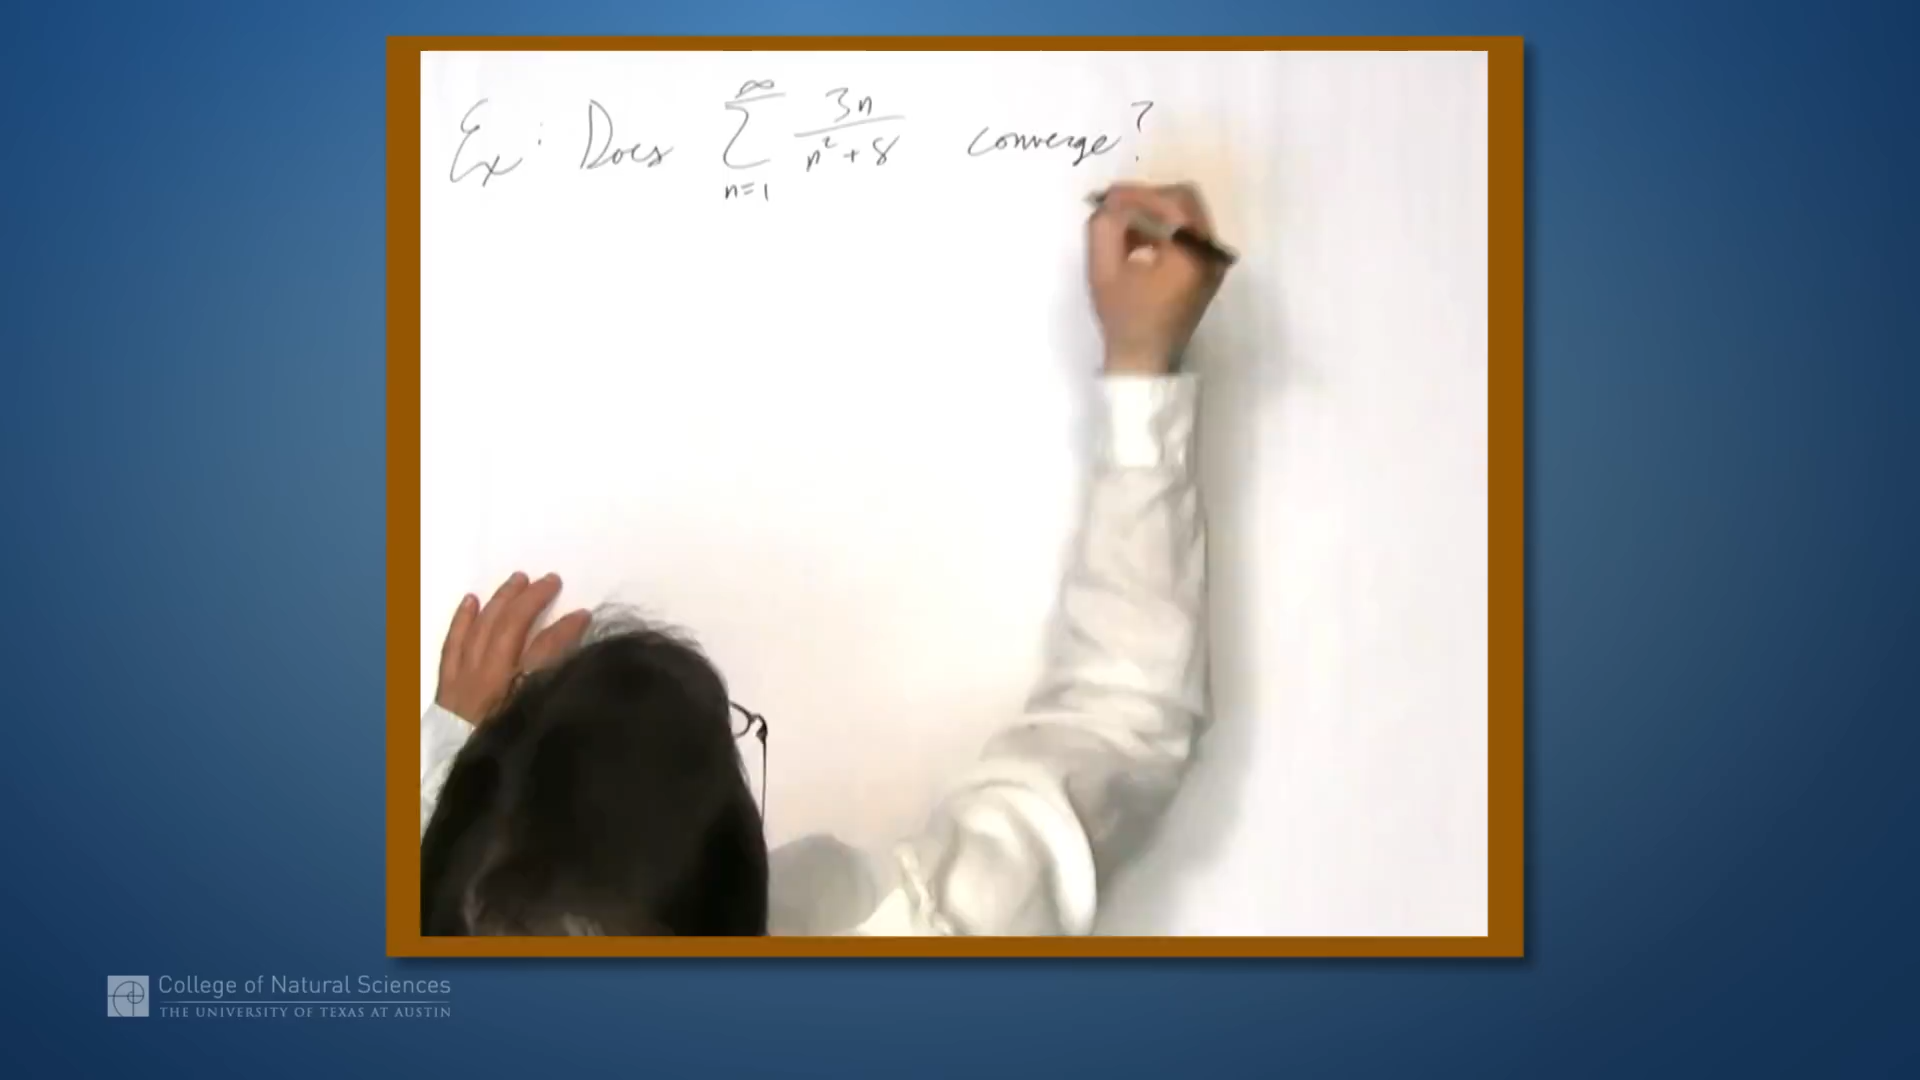 Ex: Does ∑_{n=1}^{∞} 3n/(n²+8) converge?
College of Natural Sciences
THE UNIVERSITY OF TEXAS AT AUSTIN